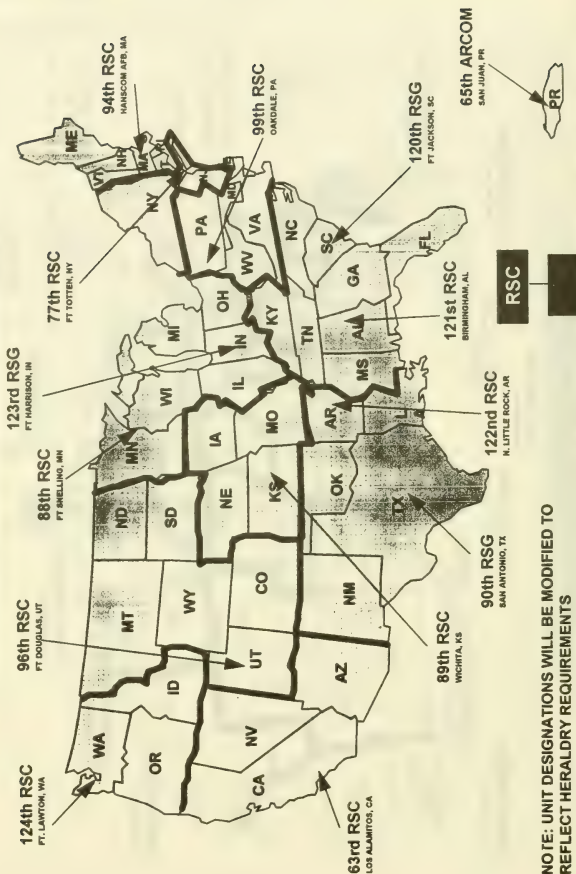 124th RSC
FT. LAWTON, WA
96th RSC
FT DOUGLAS, UT
88th RSC
FT SNELLING, MN
123rd RSG
FT HARRISON, IN
77th RSC
FT TOTTEN, NY
94th RSC
HANSCOM AFB, MA
99th RSC
OAKDALE, PA
120th RSG
FT JACKSON, SC
65th ARCOM
SAN JUAN, PR
121st RSC
BIRMINGHAM, AL
122nd RSC
N. LITTLE ROCK, AR
90th RSG
SAN ANTONIO, TX
89th RSC
WICHITA, KS
63rd RSC
LOS ALAMITOS, CA
WA
OR
ID
MT
WY
ND
SD
MN
WI
MI
NV
CA
UT
CO
AZ
NM
NE
KS
IA
MO
IL
IN
OH
KY
TN
OK
TX
AR
LA
MS
AL
GA
FL
SC
NC
VA
WV
PA
NY
VT
NH
MA
ME
PR
RSC
NOTE: UNIT DESIGNATIONS WILL BE MODIFIED TO
REFLECT HERALDRY REQUIREMENTS